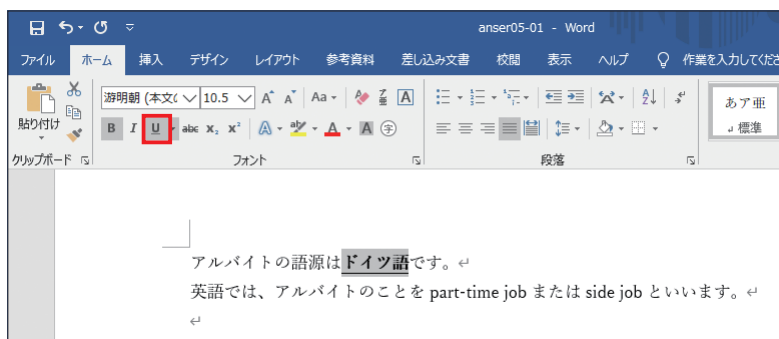 anser05-01 - Word
ファイル ホーム 挿入 デザイン レイアウト 参考資料 差し込み文書 校閲 表示 ヘルプ 作業を入力してくださ
游明朝 (本文の 10.5 A A Aa A
あア亜
貼り付け
B I U abc x₂ x² A aby A A 字
標準
クリップボード フォント 段落
アルバイトの語源はドイツ語です。
英語では、アルバイトのことを part-time job または side job といいます。